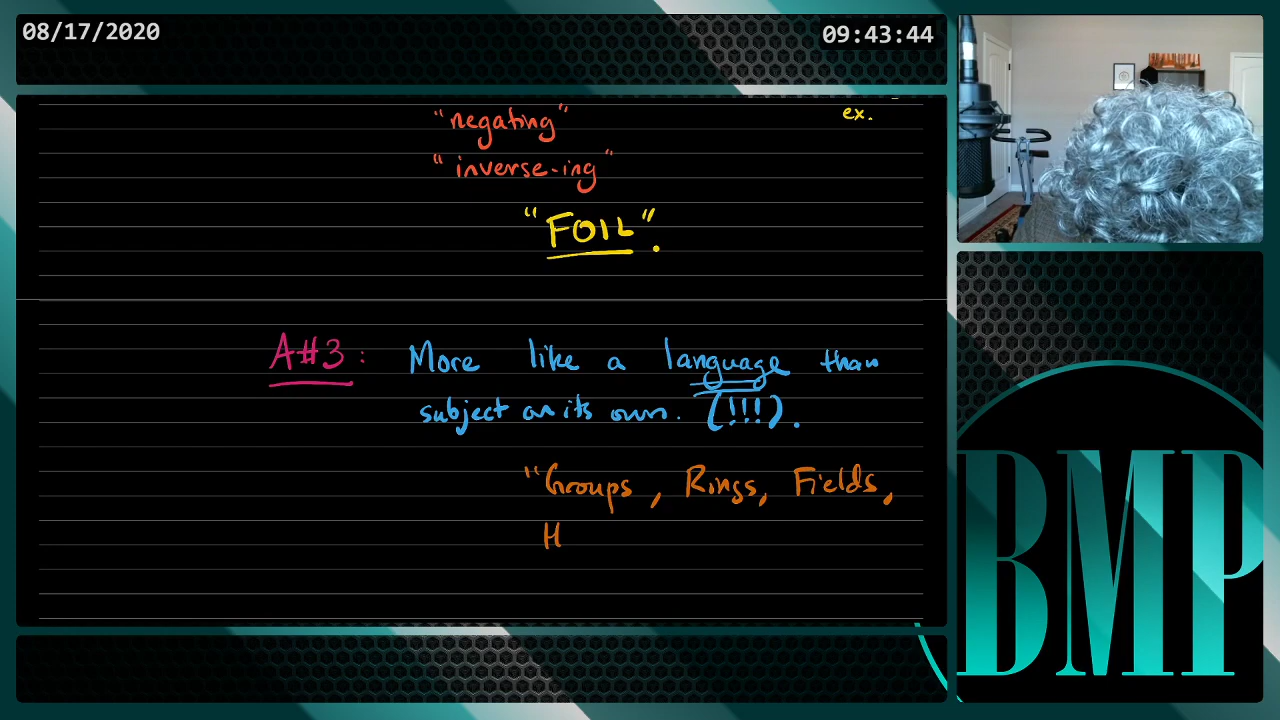 08/17/2020
09:43:44
"negating"
ex.
"inverse-ing"
"FOIL".
A#3: More like a language than
subject on its own. (!!!).
"Groups, Rings, Fields,
H
BMP